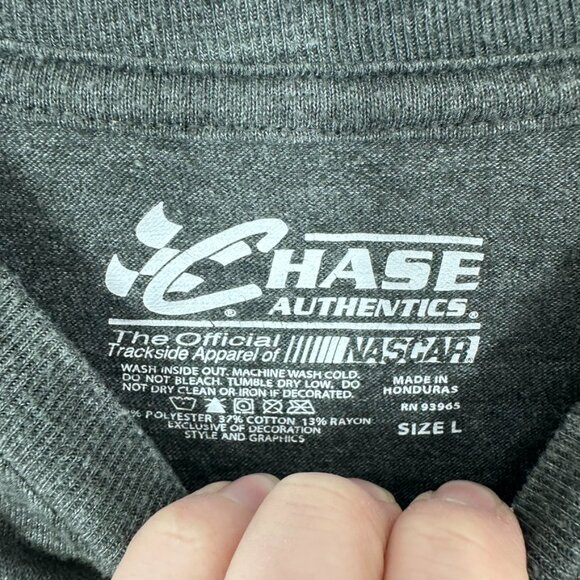 CHASE
AUTHENTICS®
The Official
Trackside Apparel of NASCAR
WASH INSIDE OUT. MACHINE WASH COLD.
DO NOT BLEACH. TUMBLE DRY LOW. DO
NOT DRY CLEAN OR IRON IF DECORATED.
% POLYESTER 37% COTTON 13% RAYON
EXCLUSIVE OF DECORATION
STYLE AND GRAPHICS
MADE IN
HONDURAS
RN 93965
SIZE L